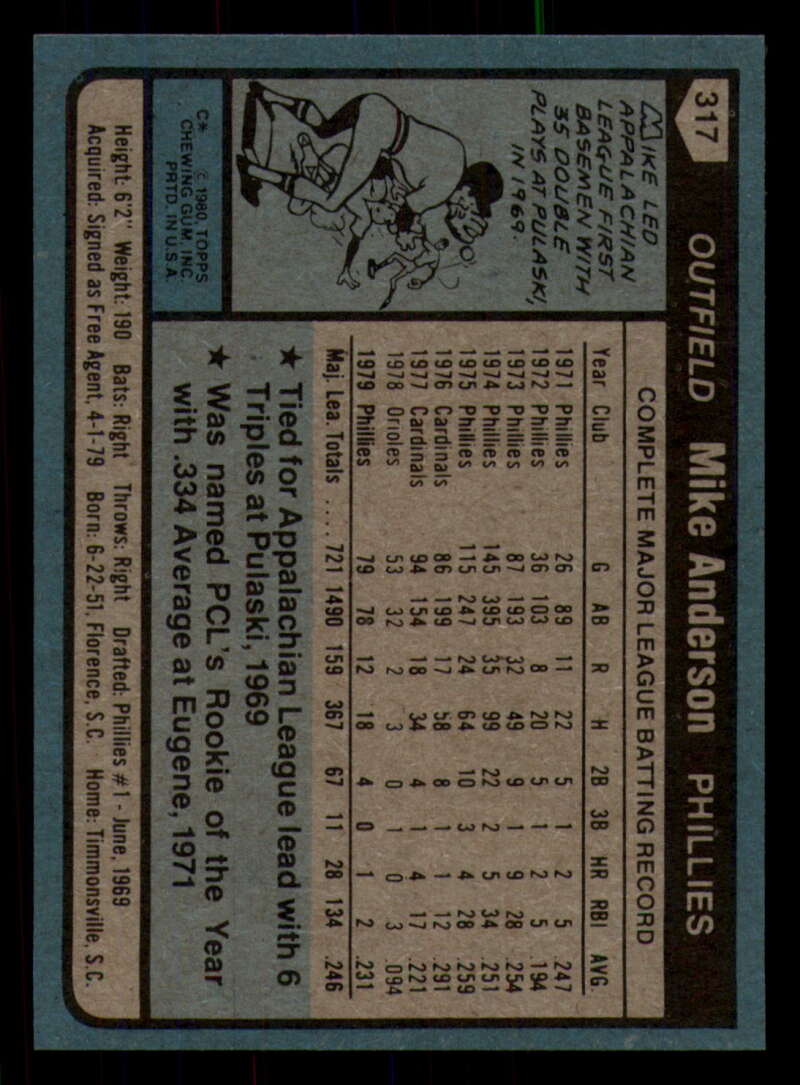 317 OUTFIELD Mike Anderson PHILLIES
MIKE LED
APPALACHIAN
LEAGUE FIRST
BASEMEN WITH
35 DOUBLE
PLAYS AT PULASKI,
IN 1969.
C* © 1980 TOPPS
CHEWING GUM, INC.
PRTD. IN U.S.A.
COMPLETE MAJOR LEAGUE BATTING RECORD
Year Club G AB R H 2B 3B HR RBI AVG.
1971 Phillies 26 89 11 22 5 1 2 5 .247
1972 Phillies 36 103 8 20 5 1 2 5 .194
1973 Phillies 87 193 32 49 9 1 9 28 .254
1974 Phillies 145 395 35 99 22 2 5 34 .251
1975 Phillies 115 247 24 64 10 3 4 28 .259
1976 Cardinals 86 199 17 58 8 1 1 12 .291
1977 Cardinals 94 154 18 34 4 1 4 17 .221
1978 Orioles 53 32 2 3 0 1 0 3 .094
1979 Phillies 79 78 12 18 4 0 1 2 .231
Maj. Lea. Totals .... 721 1490 159 367 67 11 28 134 .246
★ Tied for Appalachian League lead with 6
Triples at Pulaski, 1969
★ Was named PCL's Rookie of the Year
with .334 Average at Eugene, 1971
Height: 6'2" Weight: 190 Bats: Right Throws: Right Drafted: Phillies #1 - June, 1969
Acquired: Signed as Free Agent, 4-1-79 Born: 6-22-51, Florence, S.C. Home: Timmonsville, S.C.